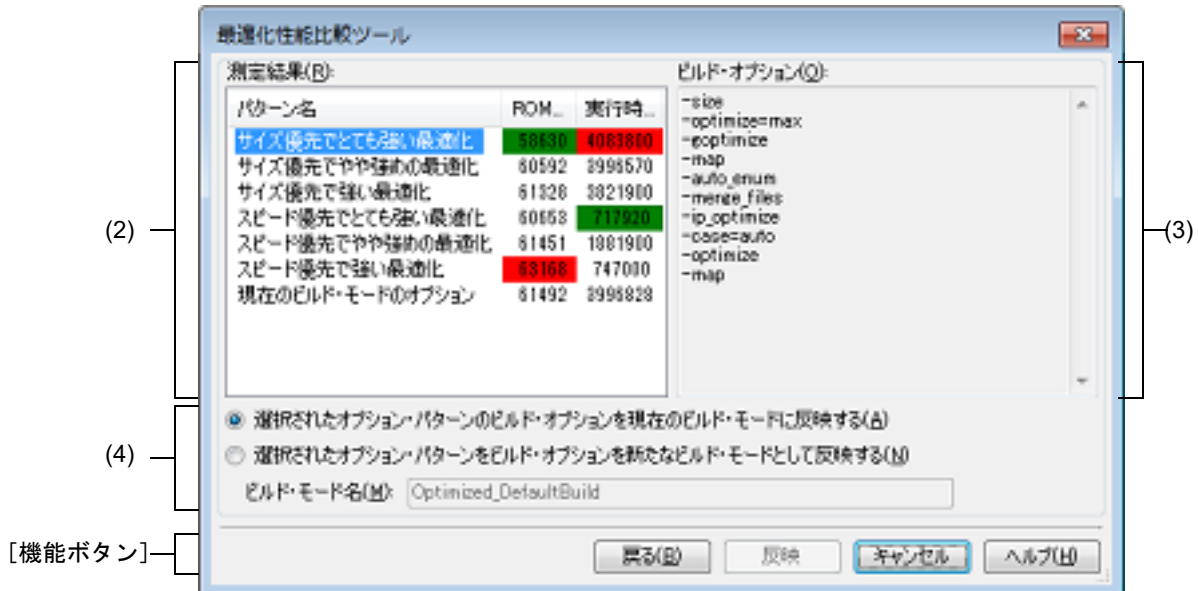 最適化性能比較ツール
測定結果(R):
パターン名 ROM... 実行時...
サイズ優先でとても強い最適化 58630 4083800
サイズ優先でやや強めの最適化 60592 3996570
サイズ優先で強い最適化 61328 3821900
スピード優先でとても強い最適化 60653 717920
スピード優先でやや強めの最適化 61451 1881900
スピード優先で強い最適化 63168 747000
現在のビルド・モードのオプション 61492 3996828
ビルド・オプション(O):
-size
-optimize=max
-goptimize
-map
-auto_enum
-merge_files
-ip_optimize
-case=auto
-optimize
-map
(2)
(3)
選択されたオプション・パターンのビルド・オプションを現在のビルド・モードに反映する(A)
選択されたオプション・パターンをビルド・オプションを新たなビルド・モードとして反映する(N)
ビルド・モード名(M): Optimized_DefaultBuild
(4)
[機能ボタン]
戻る(B) 反映 キャンセル ヘルプ(H)